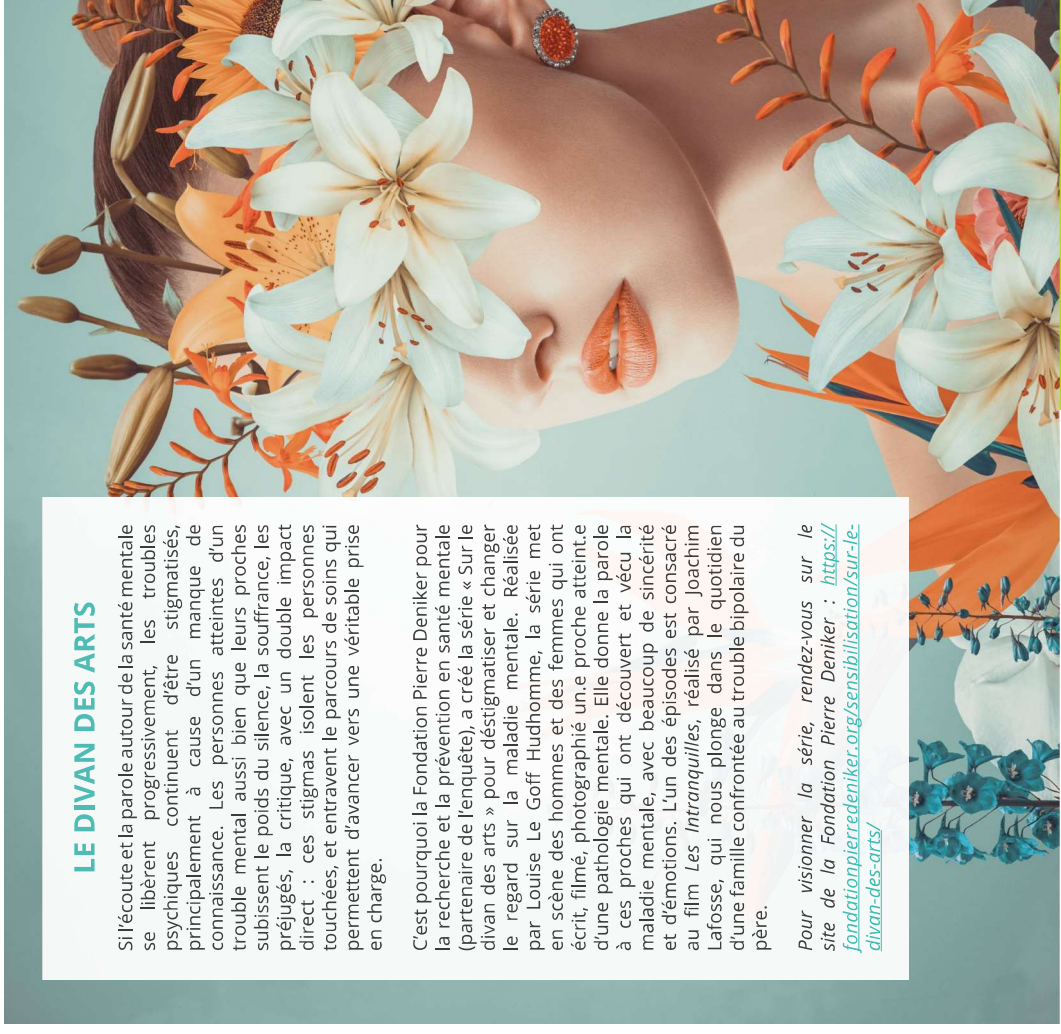 LE DIVAN DES ARTS
Si l'écoute et la parole autour de la santé mentale
se libèrent progressivement, les troubles
psychiques continuent d'être stigmatisés,
principalement à cause d'un manque de
connaissance. Les personnes atteintes d'un
trouble mental aussi bien que leurs proches
subissent le poids du silence, la souffrance, les
préjugés, la critique, avec un double impact
direct : ces stigmas isolent les personnes
touchées, et entravent le parcours de soins qui
permettent d'avancer vers une véritable prise
en charge.
C'est pourquoi la Fondation Pierre Deniker pour
la recherche et la prévention en santé mentale
(partenaire de l'enquête), a créé la série « Sur le
divan des arts » pour déstigmatiser et changer
le regard sur la maladie mentale. Réalisée
par Louise Le Goff Hudhomme, la série met
en scène des hommes et des femmes qui ont
écrit, filmé, photographié un.e proche atteint.e
d'une pathologie mentale. Elle donne la parole
à ces proches qui ont découvert et vécu la
maladie mentale, avec beaucoup de sincérité
et d'émotions. L'un des épisodes est consacré
au film Les Intranquilles, réalisé par Joachim
Lafosse, qui nous plonge dans le quotidien
d'une famille confrontée au trouble bipolaire du
père.
Pour visionner la série, rendez-vous sur le
site de la Fondation Pierre Deniker : https://
fondationpierredeniker.org/sensibilisation/sur-le-
divan-des-arts/